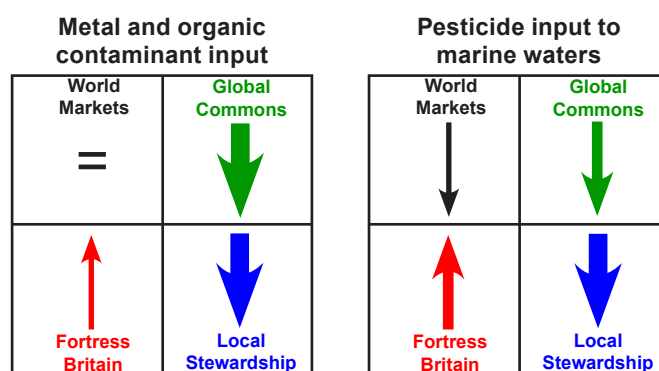 Metal and organic
contaminant input
World
Markets
Global
Commons
=
Fortress
Britain
Local
Stewardship
Pesticide input to
marine waters
World
Markets
Global
Commons
Fortress
Britain
Local
Stewardship